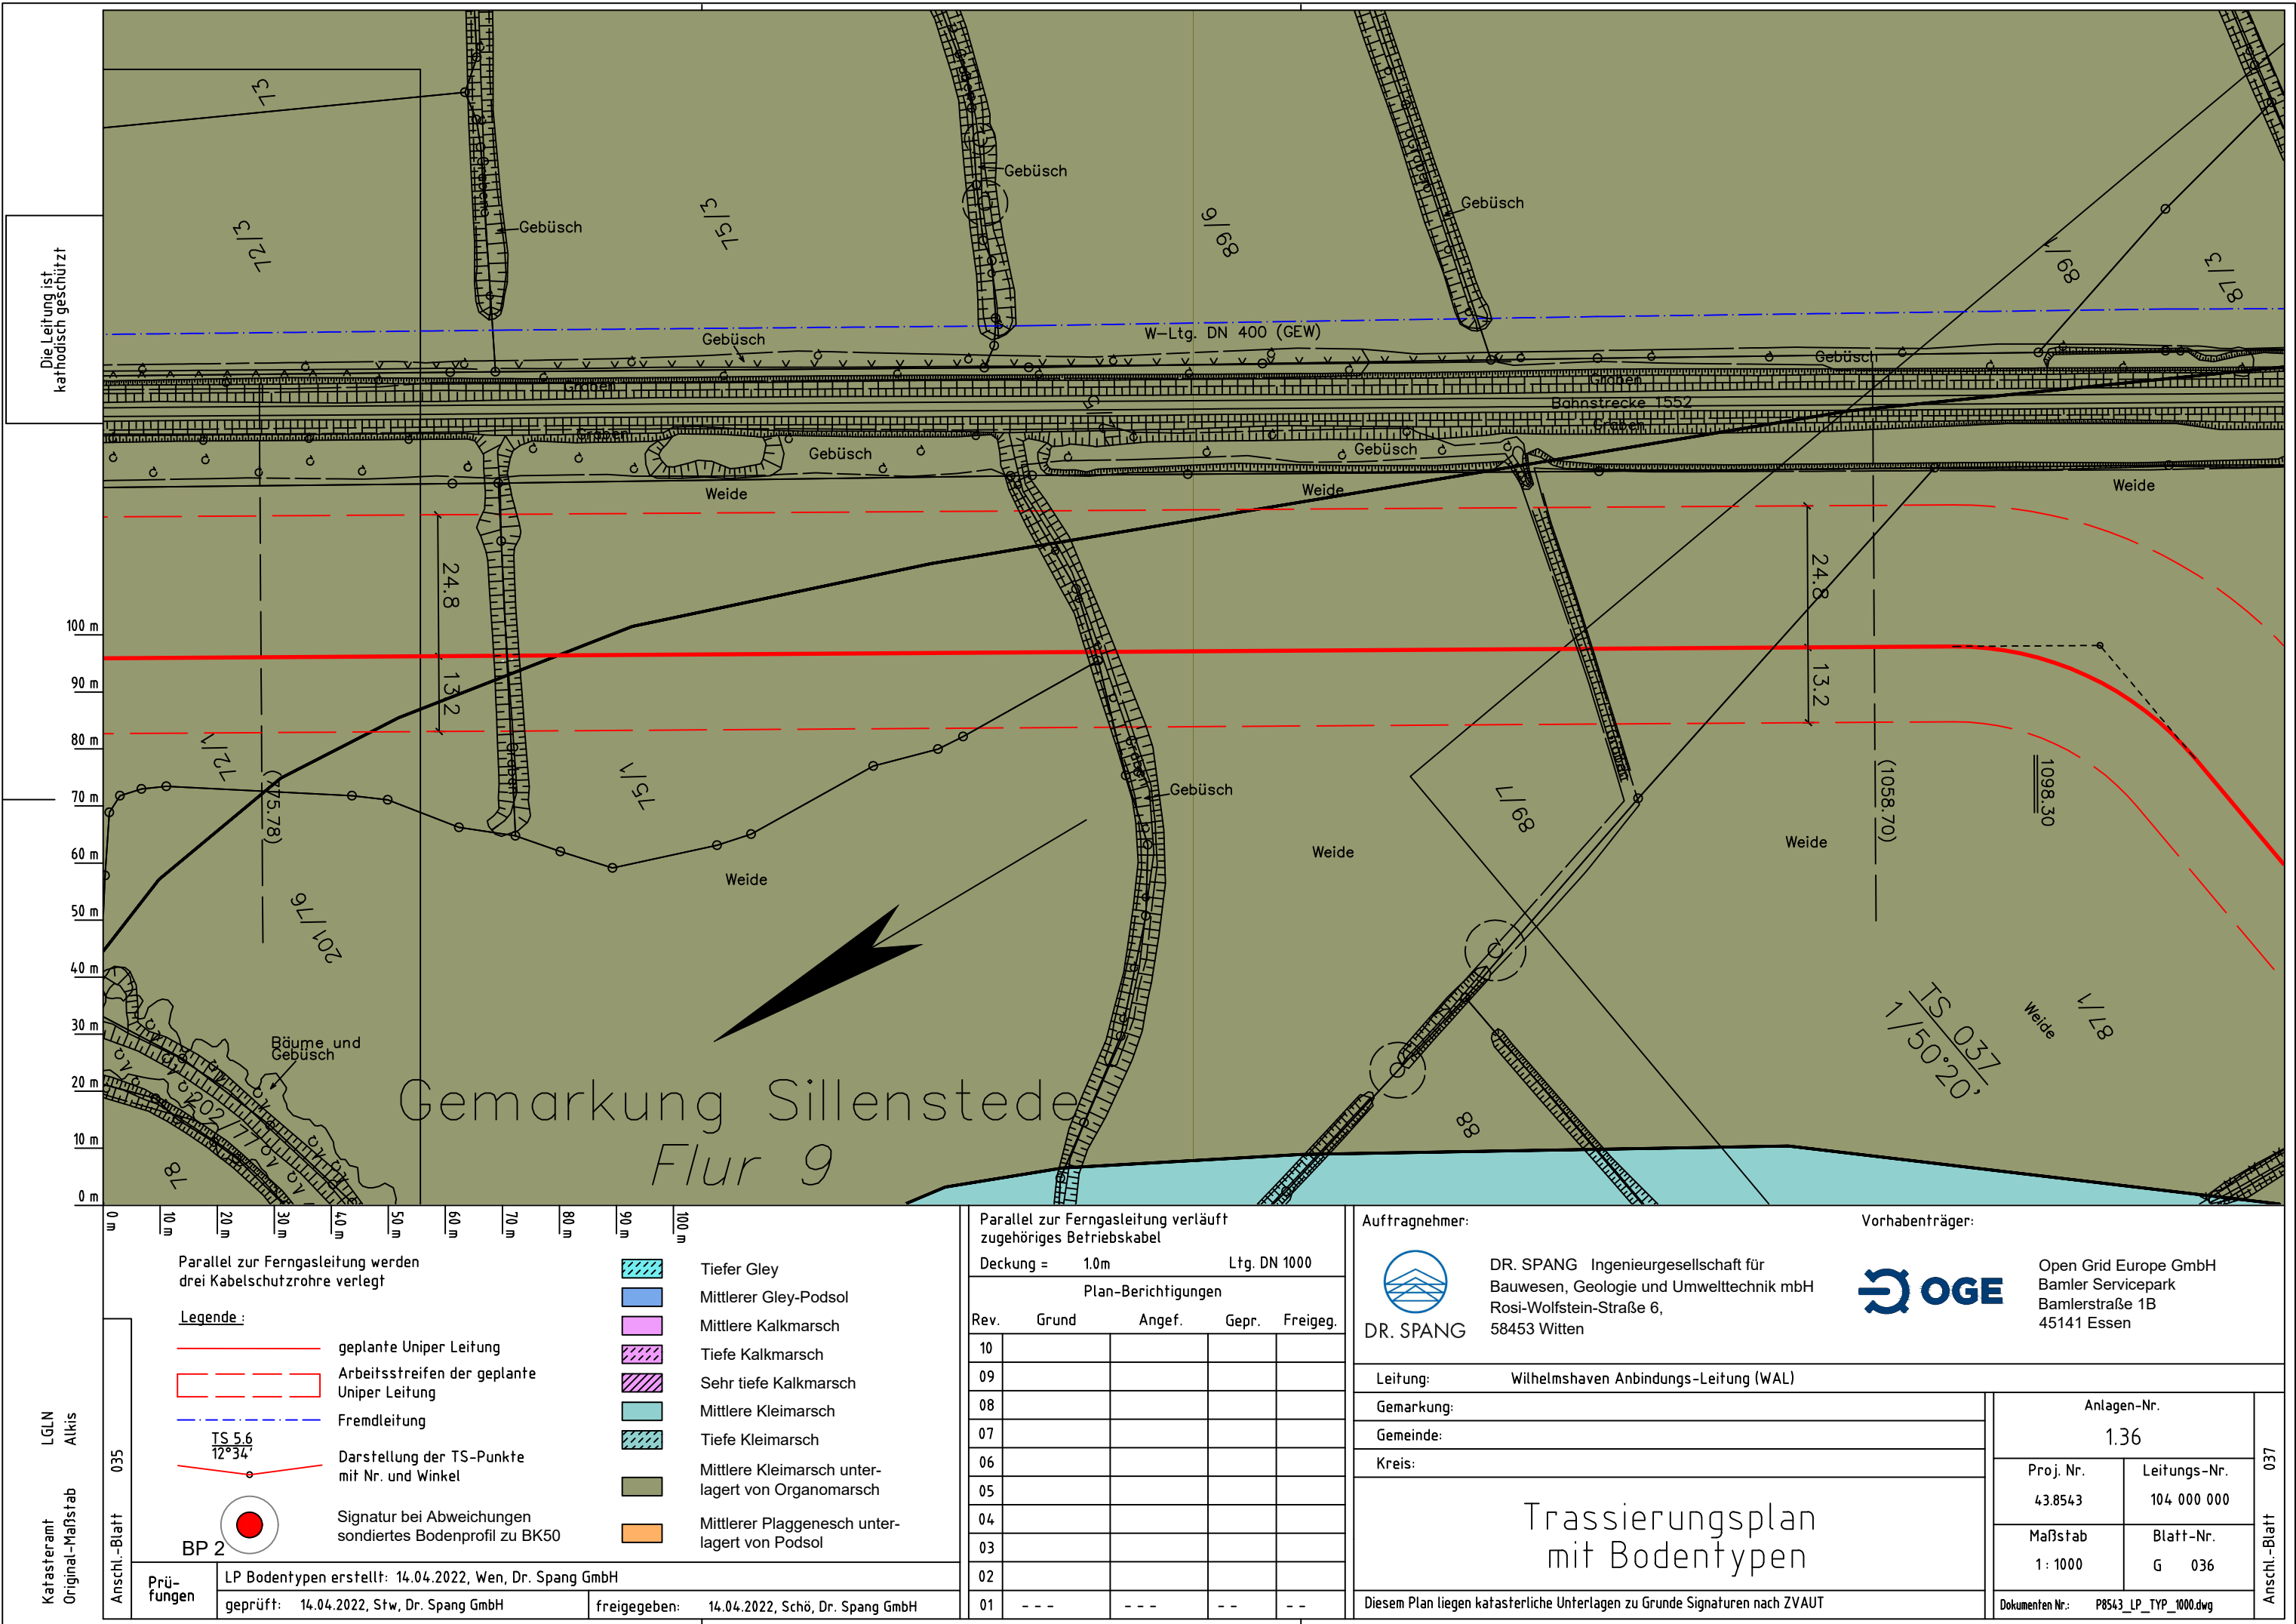 73
72/3
Gebüsch
75/3
Gebüsch
89/6
Gebüsch
89/1
87/3
Die Leitung ist
kathodisch geschützt
W-Ltg. DN 400 (GEW)
Gebüsch
Gebüsch
Graben
Graben
Bahnstrecke 1552
Graben
Graben
Gebüsch
Gebüsch
Weide
Weide
Weide
24.8
13.2
24.8
13.2
100 m
90 m
80 m
70 m
60 m
50 m
40 m
30 m
20 m
10 m
0 m
72/1
(775.78)
75/1
Graben
Graben
Graben
Gebüsch
89/7
(1058.70)
1098.30
Weide
Weide
Weide
201/76
Bäume und
Gebüsch
202/77
78
88
TS 037
1/50°20'
Weide
87/1
Gemarkung Sillenstede
Flur 9
0 m
10 m
20 m
30 m
40 m
50 m
60 m
70 m
80 m
90 m
100 m
Parallel zur Ferngasleitung werden
drei Kabelschutzrohre verlegt
Legende :
geplante Uniper Leitung
Arbeitsstreifen der geplante
Uniper Leitung
Fremdleitung
TS 5.6
12°34'
Darstellung der TS-Punkte
mit Nr. und Winkel
BP 2
Signatur bei Abweichungen
sondiertes Bodenprofil zu BK50
Tiefer Gley
Mittlerer Gley-Podsol
Mittlere Kalkmarsch
Tiefe Kalkmarsch
Sehr tiefe Kalkmarsch
Mittlere Kleimarsch
Tiefe Kleimarsch
Mittlere Kleimarsch unter-
lagert von Organomarsch
Mittlerer Plaggenesch unter-
lagert von Podsol
Katasteramt LGLN
Original-Maßstab Alkis
Anschl.-Blatt 035
Prü-
fungen
LP Bodentypen erstellt: 14.04.2022, Wen, Dr. Spang GmbH
geprüft: 14.04.2022, Stw, Dr. Spang GmbH
freigegeben: 14.04.2022, Schö, Dr. Spang GmbH
Parallel zur Ferngasleitung verläuft
zugehöriges Betriebskabel
Deckung = 1.0m Ltg. DN 1000
Plan-Berichtigungen
Rev. Grund Angef. Gepr. Freigeg.
10
09
08
07
06
05
04
03
02
01 --- --- -- --
Auftragnehmer:
DR. SPANG
DR. SPANG Ingenieurgesellschaft für
Bauwesen, Geologie und Umwelttechnik mbH
Rosi-Wolfstein-Straße 6,
58453 Witten
Vorhabenträger:
OGE
Open Grid Europe GmbH
Bamler Servicepark
Bamlerstraße 1B
45141 Essen
Leitung: Wilhelmshaven Anbindungs-Leitung (WAL)
Gemarkung:
Gemeinde:
Kreis:
Trassierungsplan
mit Bodentypen
Anlagen-Nr.
1.36
Proj. Nr. Leitungs-Nr.
43.8543 104 000 000
Maßstab Blatt-Nr.
1 : 1000 G 036
Anschl.-Blatt 037
Diesem Plan liegen katasterliche Unterlagen zu Grunde Signaturen nach ZVAUT
Dokumenten Nr.: P8543_LP_TYP_1000.dwg